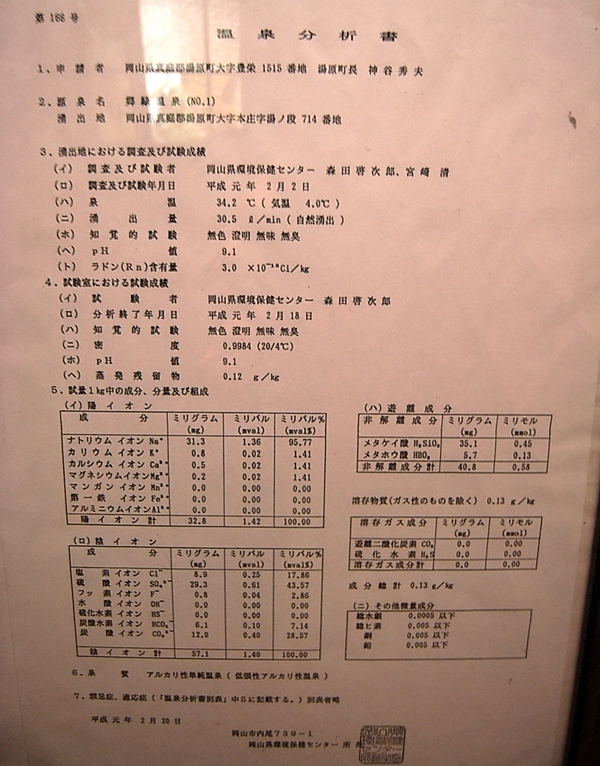 第 166 号
温泉分析書
1、申請者 岡山県真庭郡湯原町大字豊栄 1515 番地 湯原町長 神谷秀夫
2、源泉名 郷緑温泉 (NO.1)
湧出地 岡山県真庭郡湯原町大字本庄字湯ノ段 714 番地
3、湧出地における調査及び試験成績
(イ) 調査及び試験者 岡山県環境保健センター 森田啓次郎、宮崎 清
(ロ) 調査及び試験年月日 平成 元年 2月 2日
(ハ) 泉温 34.2 ℃ ( 気温 4.0℃ )
(ニ) 湧出量 30.5 ℓ/min ( 自然湧出 )
(ホ) 知覚的試験 無色 澄明 無味 無臭
(ヘ) pH値 9.1
(ト) ラドン(Rn)含有量 3.0 ×10⁻¹⁰Ci/kg
4、試験室における試験成績
(イ) 試験者 岡山県環境保健センター 森田啓次郎
(ロ) 分析終了年月日 平成 元年 2月18日
(ハ) 知覚的試験 無色 澄明 無味 無臭
(ニ) 密度 0.9984 (20/4℃)
(ホ) pH値 9.1
(ヘ) 蒸発残留物 0.12 g/kg
5、試量1kg中の成分、分量及び組成
(イ) 陽イオン
成分 ミリグラム(mg) ミリバル(mval) ミリバル%(mval%)
ナトリウムイオン Na⁺ 31.3 1.36 95.77
カリウムイオン K⁺ 0.8 0.02 1.41
カルシウムイオン Ca²⁺ 0.5 0.02 1.41
マグネシウムイオン Mg²⁺ 0.2 0.02 1.41
マンガンイオン Mn²⁺ 0.0 0.00 0.00
第一鉄イオン Fe²⁺ 0.0 0.00 0.00
アルミニウムイオン Al³⁺ 0.0 0.00 0.00
陽イオン計 32.8 1.42 100.00
(ロ) 陰イオン
成分 ミリグラム(mg) ミリバル(mval) ミリバル%(mval%)
塩素イオン Cl⁻ 8.9 0.25 17.86
硫酸イオン SO₄²⁻ 29.3 0.61 43.57
フッ素イオン F⁻ 0.8 0.04 2.86
水酸イオン OH⁻ 0.0 0.00 0.00
硫化水素イオン HS⁻ 0.0 0.00 0.00
炭酸水素イオン HCO₃⁻ 6.1 0.10 7.14
炭酸イオン CO₃²⁻ 12.0 0.40 28.57
陰イオン計 57.1 1.40 100.00
(ハ) 遊離成分
非解離成分 ミリグラム(mg) ミリモル(mmol)
メタケイ酸 H₂SiO₃ 35.1 0.45
メタホウ酸 HBO₂ 5.7 0.13
非解離成分計 40.8 0.58
溶存物質(ガス性のものを除く) 0.13 g/kg
溶存ガス成分 ミリグラム(mg) ミリモル(mmol)
遊離二酸化炭素 CO₂ 0.0 0.00
硫化水素 H₂S 0.0 0.00
溶存ガス成分計 0.0 0.00
成分総計 0.13 g/kg
(ニ) その他微量成分
総水銀 0.0005 以下
総ヒ素 0.005 以下
銅 0.005 以下
鉛 0.005 以下
6、泉質 アルカリ性単純温泉 ( 低張性アルカリ性温泉 )
7、禁忌症、適応症 (「温泉分析書別表」中5に記載する。) 別表省略
平成 元年 2月20日
岡山市内尾739-1
岡山県環境保健センター 所